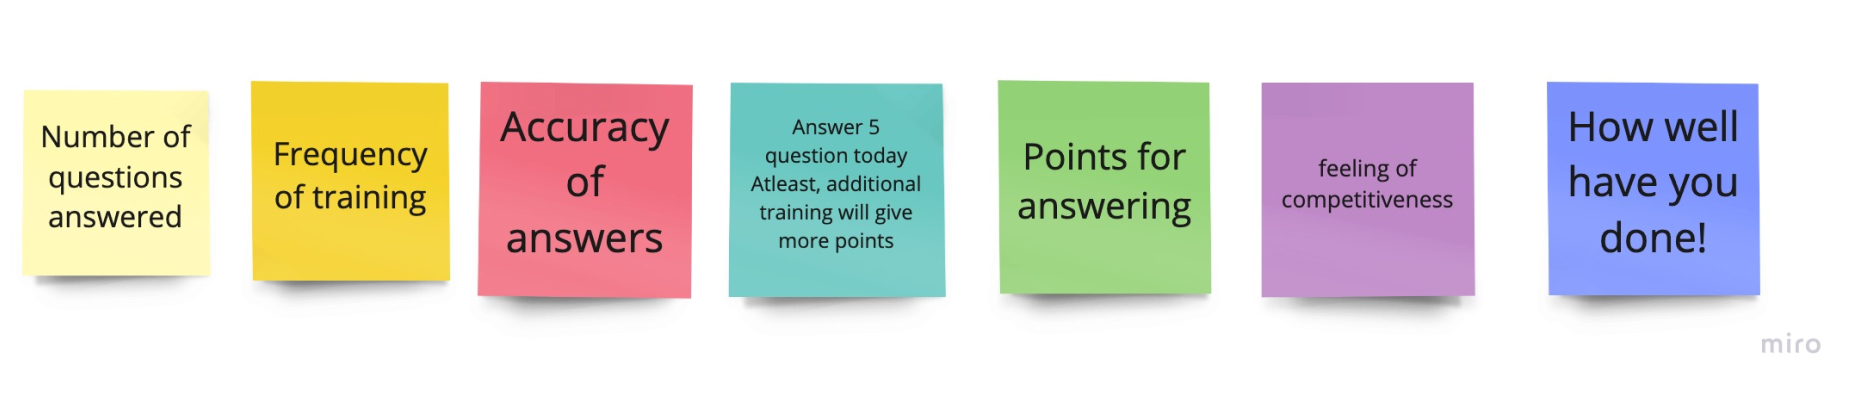 Number of
questions
answered
Frequency
of training
Accuracy
of
answers
Answer 5
question today
Atleast, additional
training will give
more points
Points for
answering
feeling of
competitiveness
How well
have you
done!
miro